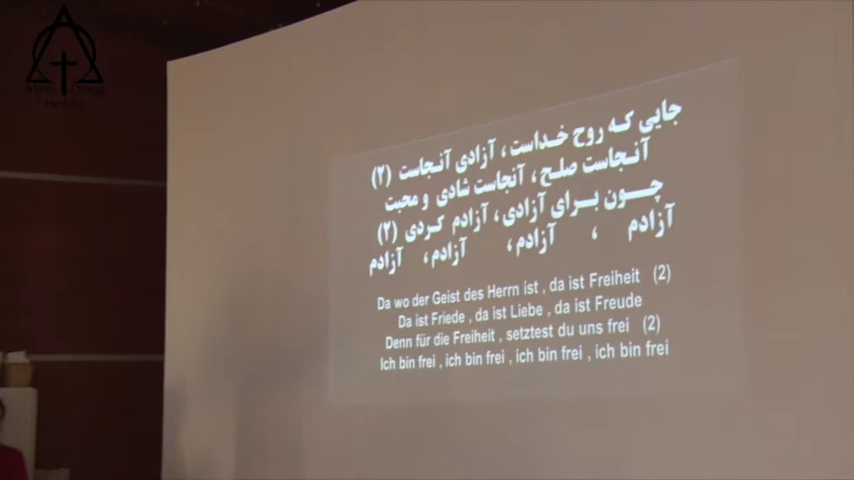 جایی که روح خداست ، آزادی آنجاست (۲)
آنجاست صلح ، آنجاست شادی و محبت
چون برای آزادی ، آزادم کردی (۲)
آزادم ، آزادم ، آزادم ، آزادم
Da wo der Geist des Herrn ist , da ist Freiheit (2)
Da ist Friede , da ist Liebe , da ist Freude
Denn für die Freiheit , setztest du uns frei (2)
Ich bin frei , ich bin frei , ich bin frei , ich bin frei